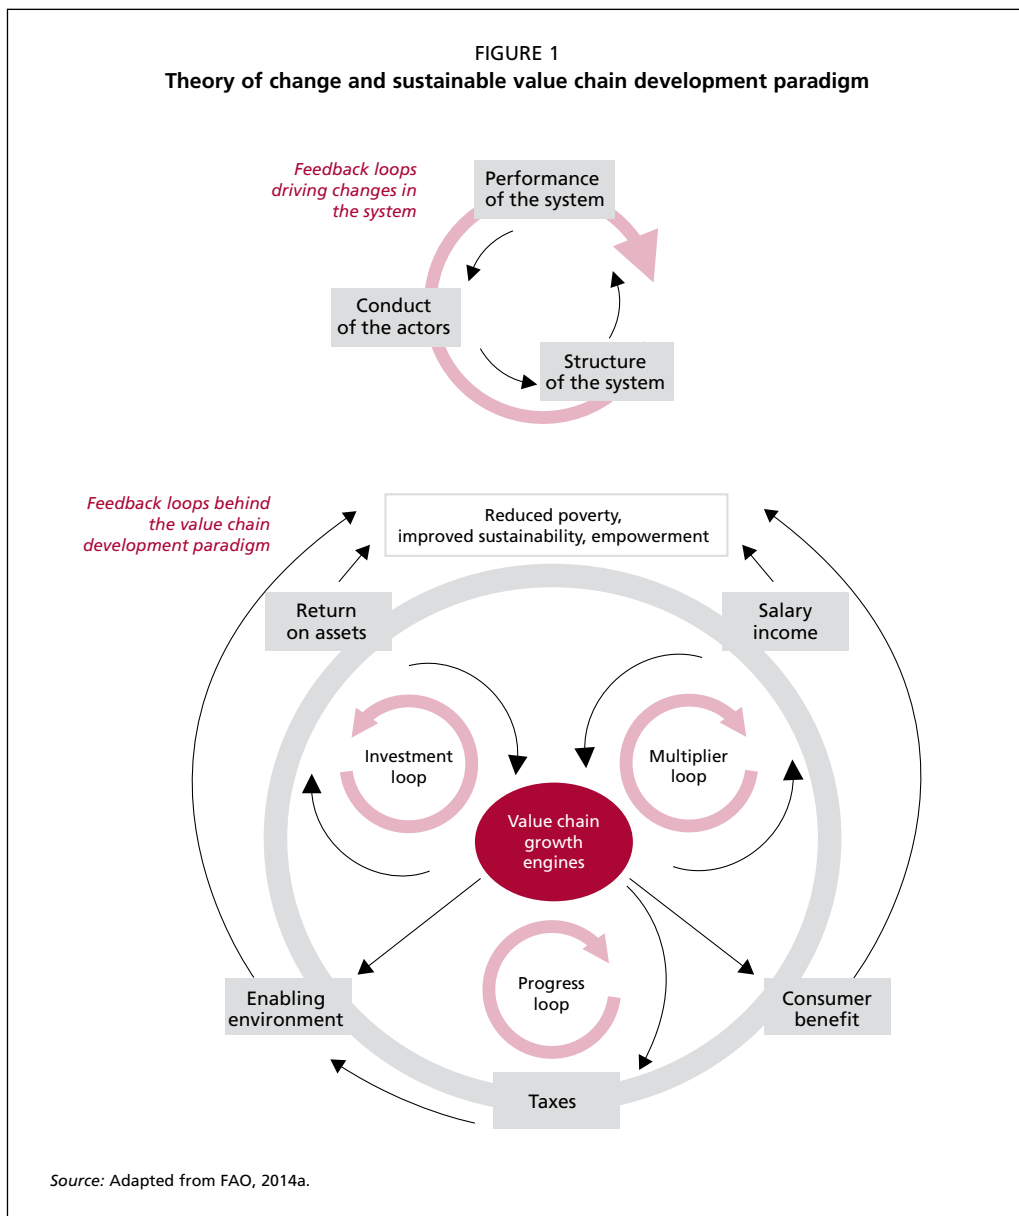 FIGURE 1
Theory of change and sustainable value chain development paradigm
Feedback loops
driving changes in
the system
Performance
of the system
Conduct
of the actors
Structure
of the system
Feedback loops behind
the value chain
development paradigm
Reduced poverty,
improved sustainability, empowerment
Return
on assets
Salary
income
Investment
loop
Multiplier
loop
Value chain
growth
engines
Progress
loop
Enabling
environment
Consumer
benefit
Taxes
Source: Adapted from FAO, 2014a.